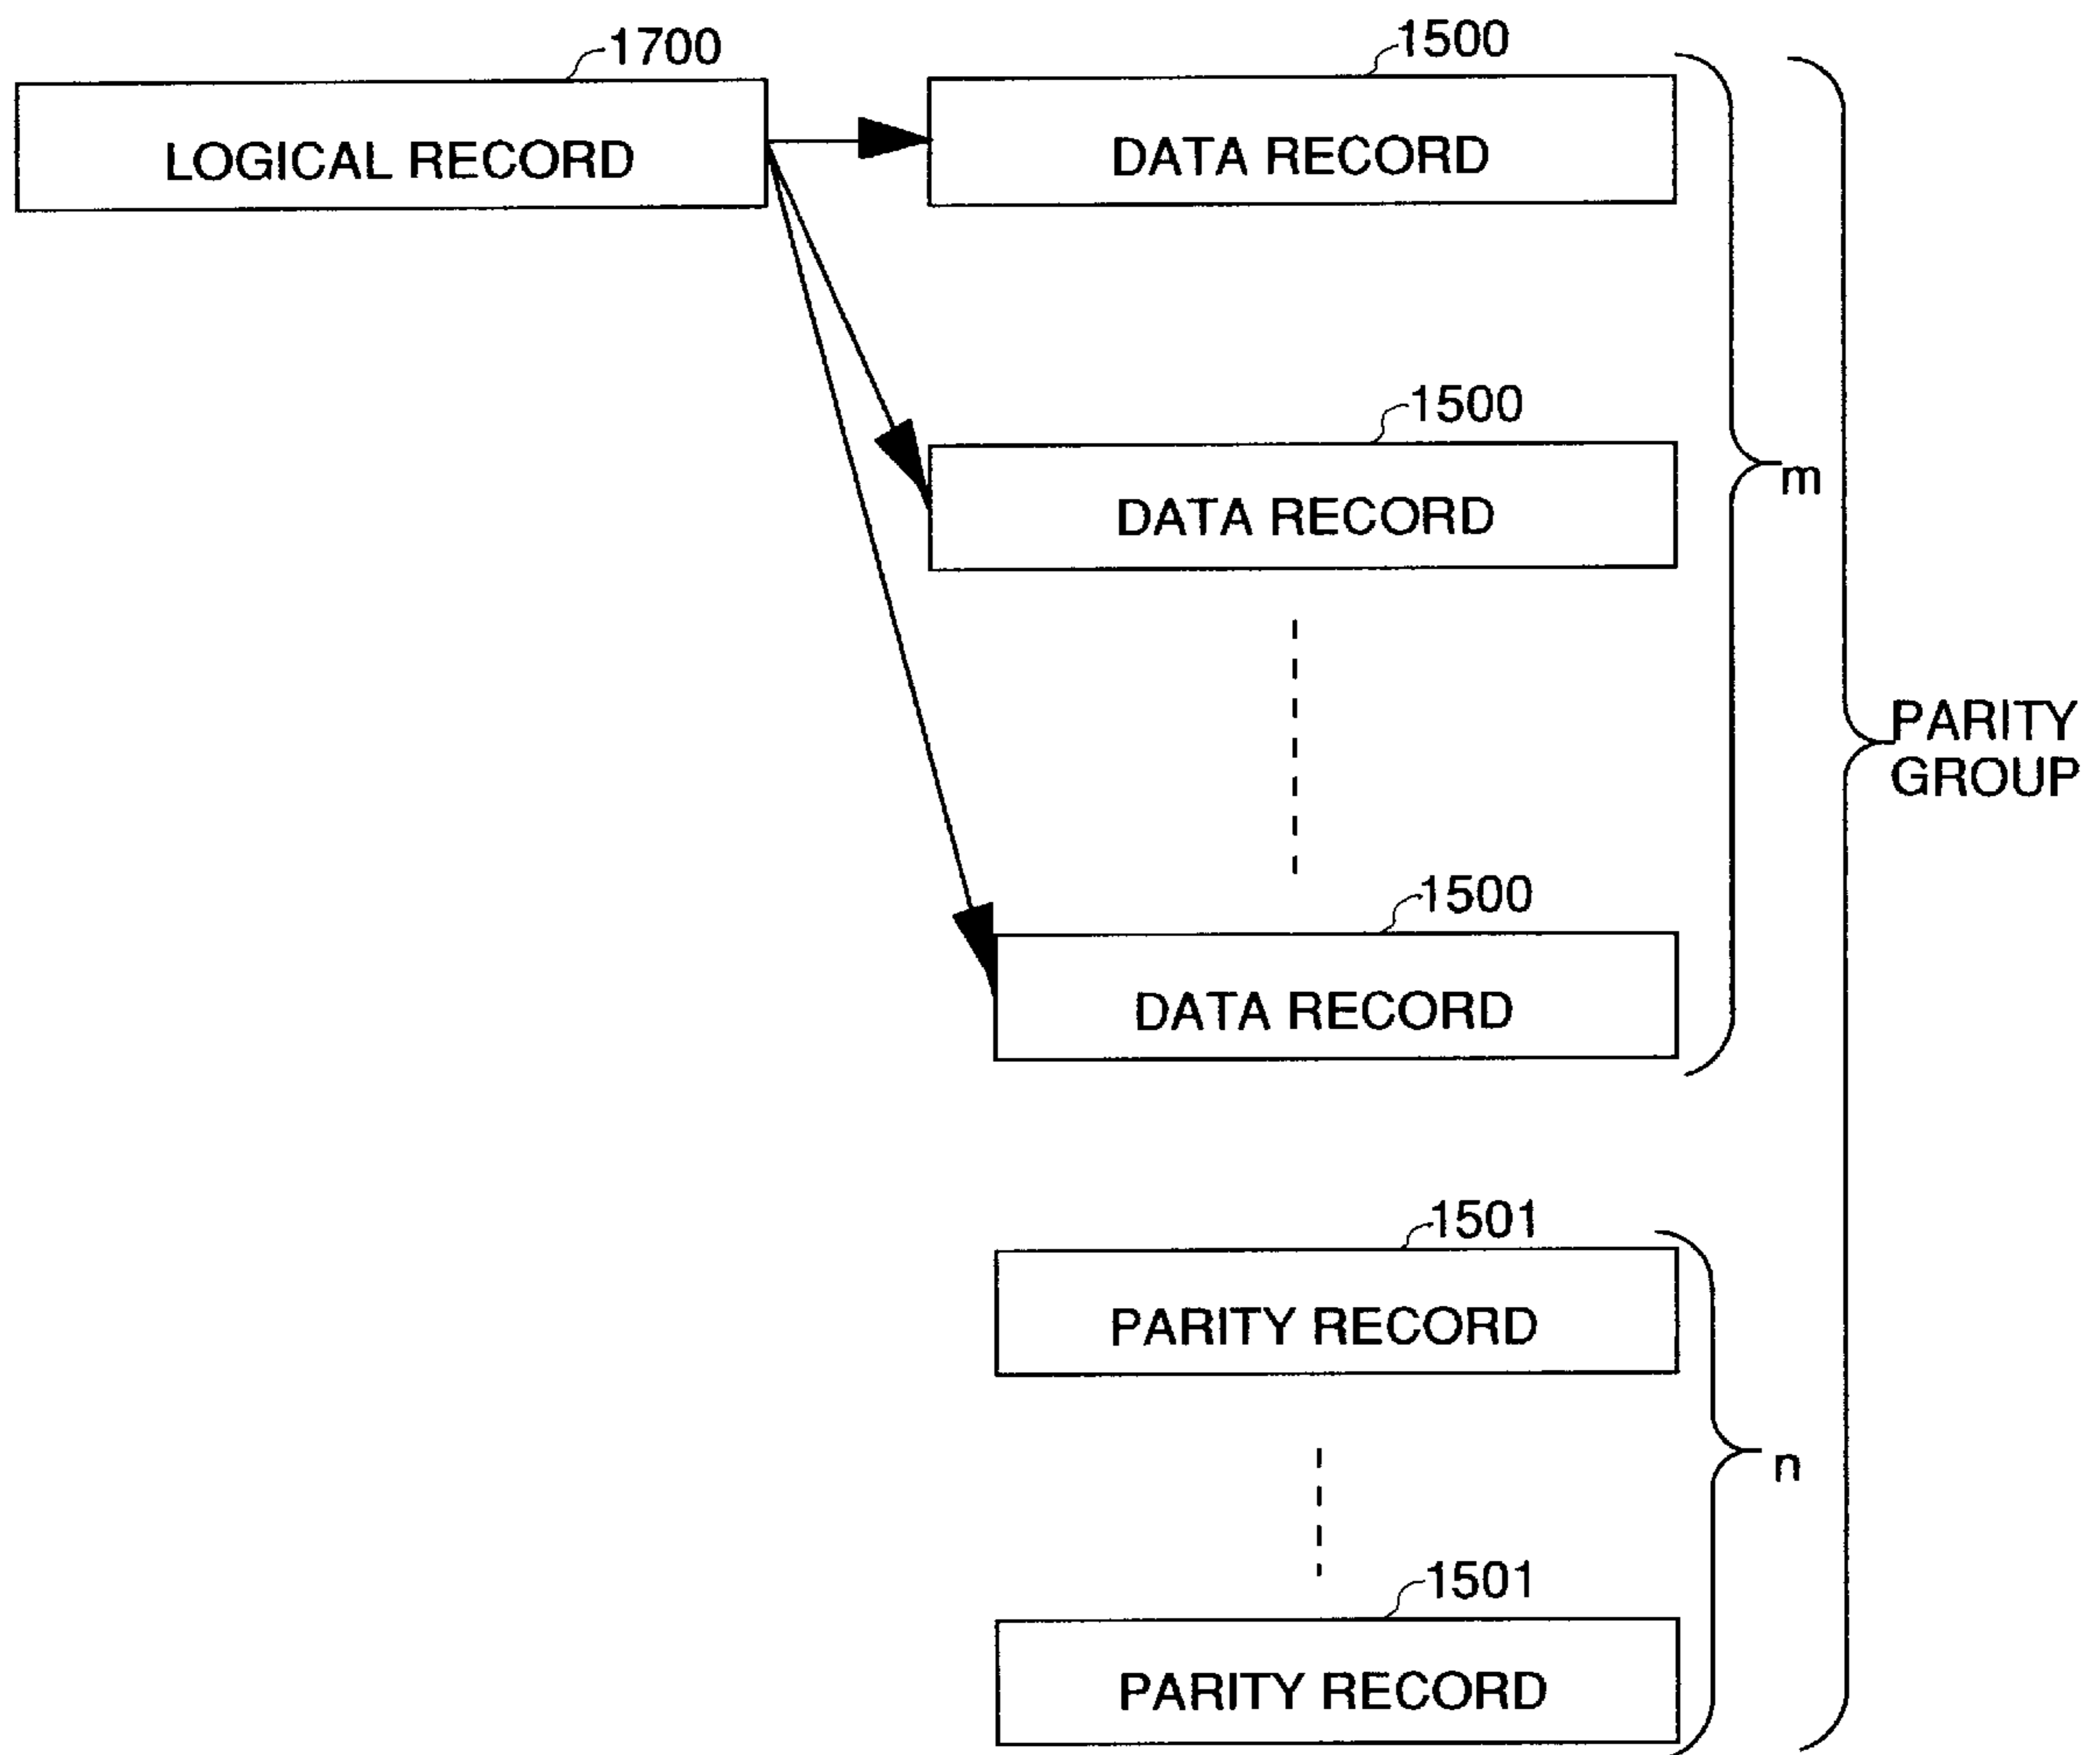 1700
LOGICAL RECORD
1500
DATA RECORD
1500
DATA RECORD
m
PARITY
GROUP
1500
DATA RECORD
1501
PARITY RECORD
n
1501
PARITY RECORD